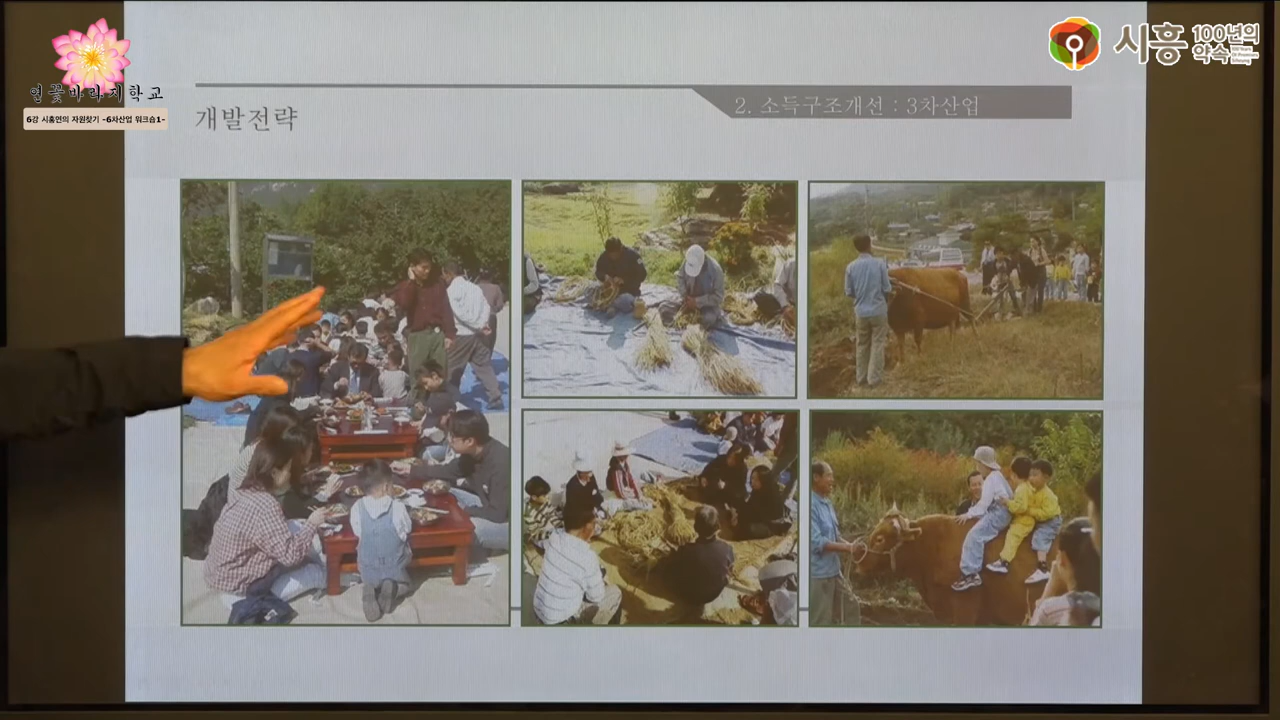 연꽃바라지학교
6강 시흥연의 자원찾기 -6차산업 워크숍1-
시흥
100년의
약속
개발전략
2. 소득구조개선 : 3차산업